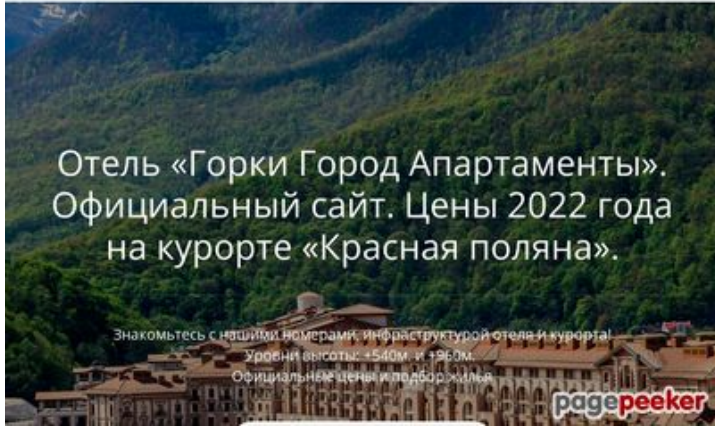 Отель «Горки Город Апартаменты».
Официальный сайт. Цены 2022 года
на курорте «Красная поляна».
Знакомьтесь с нашими номерами, инфраструктурой отеля и курорта!
Уровни высоты: +540м. и +960м.
Официальные цены и подбор жилья
pagepeeker